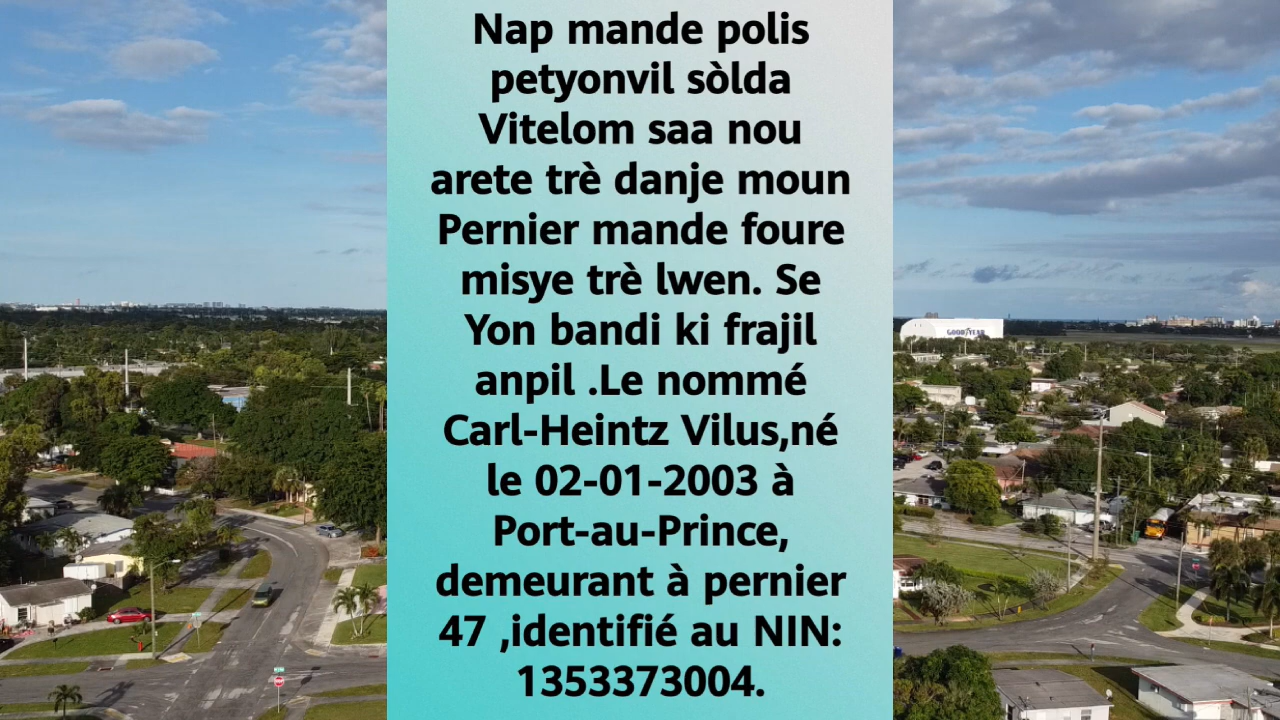 Nap mande polis
petyonvil sòlda
Vitelom saa nou
arete trè danje moun
Pernier mande foure
misye trè lwen. Se
Yon bandi ki frajil
anpil .Le nommé
Carl-Heintz Vilus,né
le 02-01-2003 à
Port-au-Prince,
demeurant à pernier
47 ,identifié au NIN:
1353373004.
GOODYEAR